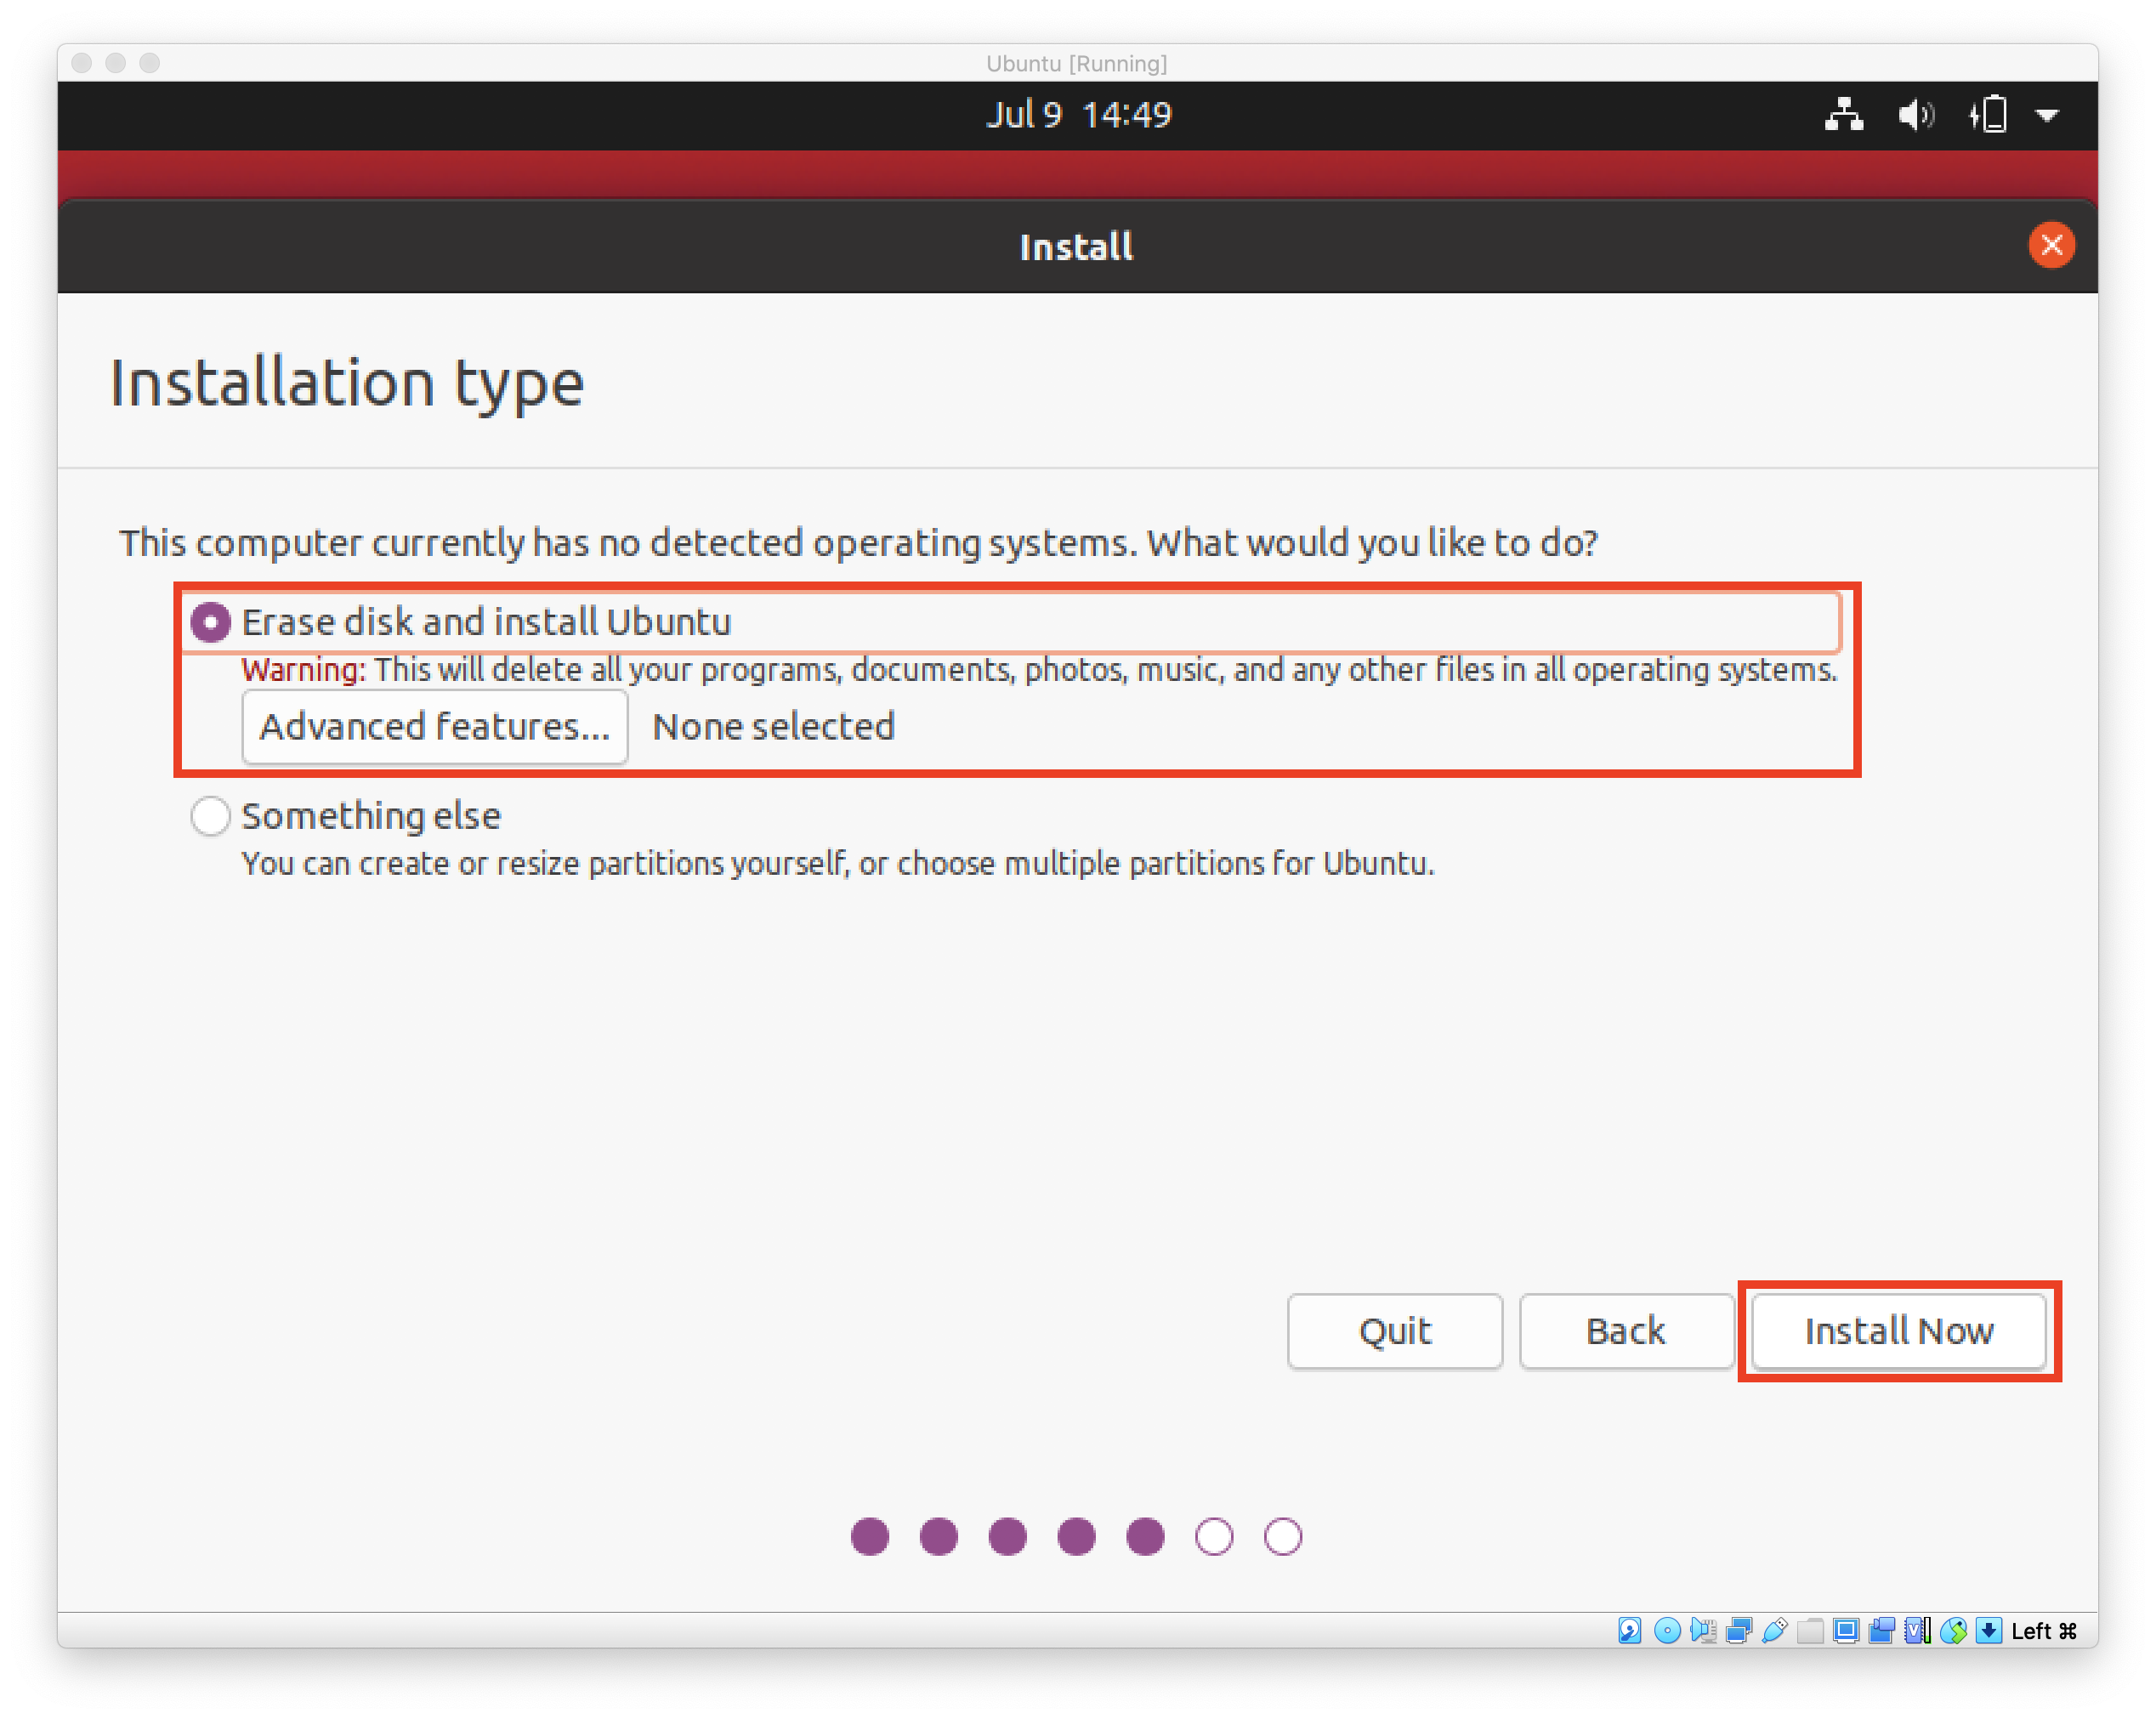 Ubuntu [Running]
Jul 9 14:49
Install
Installation type
This computer currently has no detected operating systems. What would you like to do?
Erase disk and install Ubuntu
Warning: This will delete all your programs, documents, photos, music, and any other files in all operating systems.
Advanced features... None selected
Something else
You can create or resize partitions yourself, or choose multiple partitions for Ubuntu.
Quit Back Install Now
Left ⌘